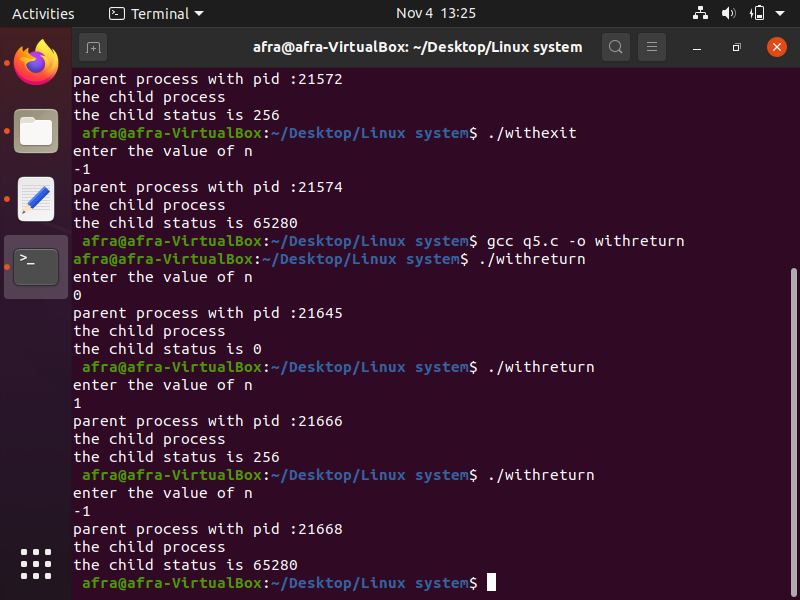 Activities
Terminal
Nov 4 13:25
afra@afra-VirtualBox: ~/Desktop/Linux system
parent process with pid :21572
the child process
the child status is 256
afra@afra-VirtualBox:~/Desktop/Linux system$ ./withexit
enter the value of n
-1
parent process with pid :21574
the child process
the child status is 65280
afra@afra-VirtualBox:~/Desktop/Linux system$ gcc q5.c -o withreturn
afra@afra-VirtualBox:~/Desktop/Linux system$ ./withreturn
enter the value of n
0
parent process with pid :21645
the child process
the child status is 0
afra@afra-VirtualBox:~/Desktop/Linux system$ ./withreturn
enter the value of n
1
parent process with pid :21666
the child process
the child status is 256
afra@afra-VirtualBox:~/Desktop/Linux system$ ./withreturn
enter the value of n
-1
parent process with pid :21668
the child process
the child status is 65280
afra@afra-VirtualBox:~/Desktop/Linux system$